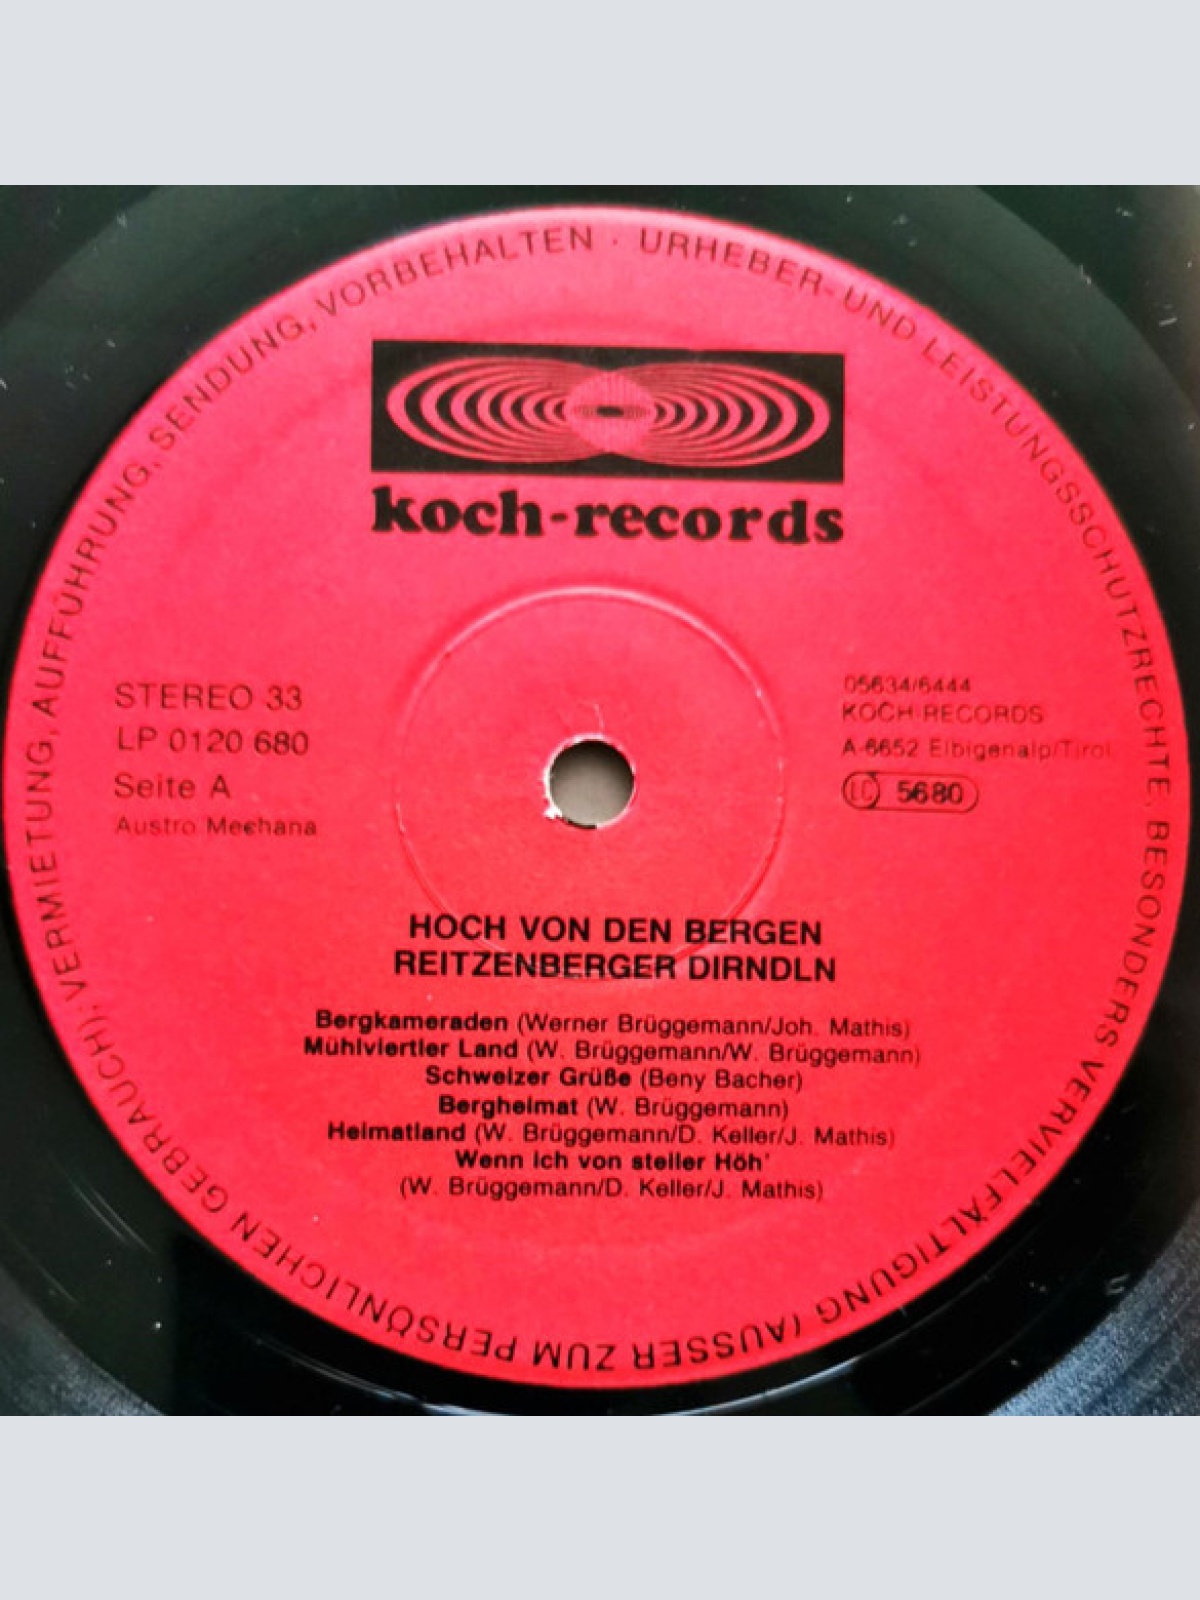 URHEBER- UND LEISTUNGSSCHUTZRECHTE, BESONDERS VERVIELFÄLTIGUNG (AUSSER ZUM PERSÖNLICHEN GEBRAUCH); VERMIETUNG, AUFFÜHRUNG, SENDUNG, VORBEHALTEN ·
koch-records
STEREO 33
LP 0120 680
Seite A
Austro Mechana
05634/6444
KOCH-RECORDS
A-6652 Elbigenalp/Tirol
LC 5680
HOCH VON DEN BERGEN
REITZENBERGER DIRNDLN
Bergkameraden (Werner Brüggemann/Joh. Mathis)
Mühlviertler Land (W. Brüggemann/W. Brüggemann)
Schweizer Grüße (Beny Bacher)
Bergheimat (W. Brüggemann)
Heimatland (W. Brüggemann/D. Keller/J. Mathis)
Wenn ich von steiler Höh'
(W. Brüggemann/D. Keller/J. Mathis)